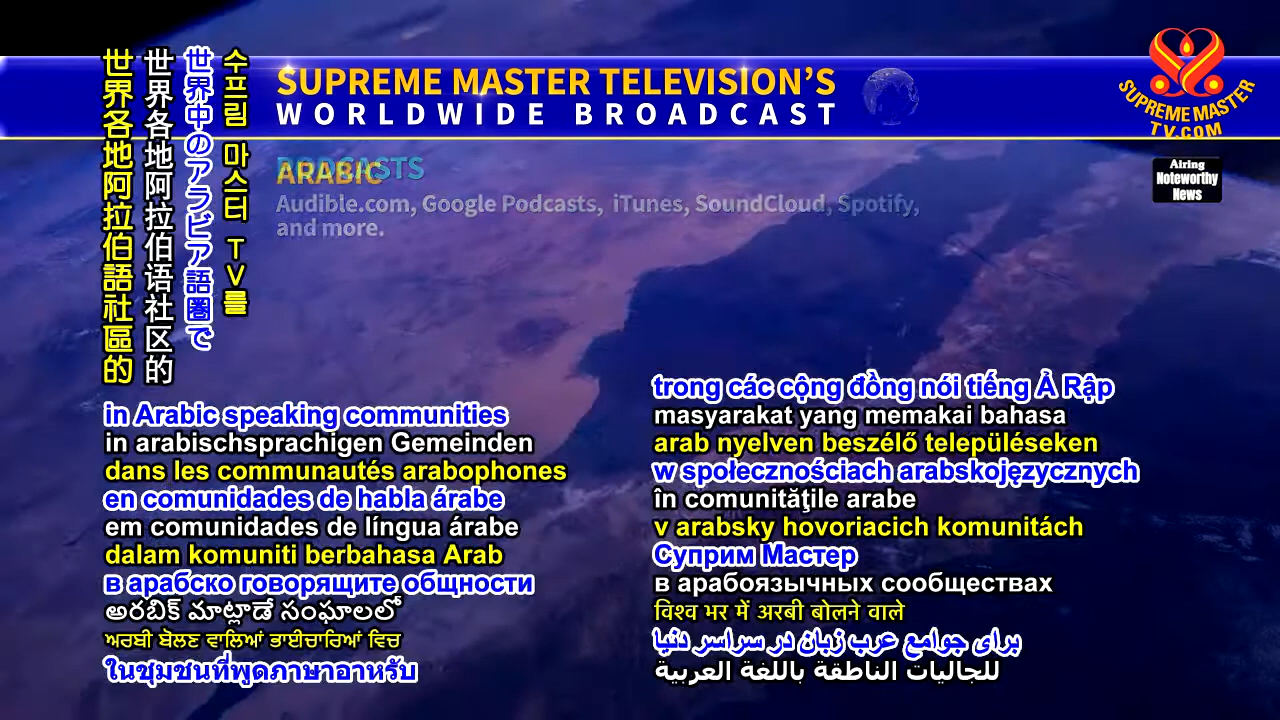 SUPREME MASTER TELEVISION'S
WORLDWIDE BROADCAST
SUPREME MASTER
TV.COM
Airing
Noteworthy
News
PODCASTS
ARABIC
Audible.com, Google Podcasts, iTunes, SoundCloud, Spotify,
and more.
世界各地阿拉伯語社區的
世界各地阿拉伯语社区的
世界中のアラビア語圏で
수프림 마스터 TV를
in Arabic speaking communities
in arabischsprachigen Gemeinden
dans les communautés arabophones
en comunidades de habla árabe
em comunidades de língua árabe
dalam komuniti berbahasa Arab
в арабско говорящите общности
అరబిక్ మాట్లాడే సంఘాలలో
ਅਰਬੀ ਬੋਲਣ ਵਾਲਿਆਂ ਭਾਈਚਾਰਿਆਂ ਵਿਚ
ในชุมชนที่พูดภาษาอาหรับ
trong các cộng đồng nói tiếng Ả Rập
masyarakat yang memakai bahasa
arab nyelven beszélő településeken
w społecznościach arabskojęzycznych
în comunităţile arabe
v arabsky hovoriacich komunitách
Суприм Мастер
в арабоязычных сообществах
विश्व भर में अरबी बोलने वाले
برای جوامع عرب زبان در سراسر دنیا
للجاليات الناطقة باللغة العربية